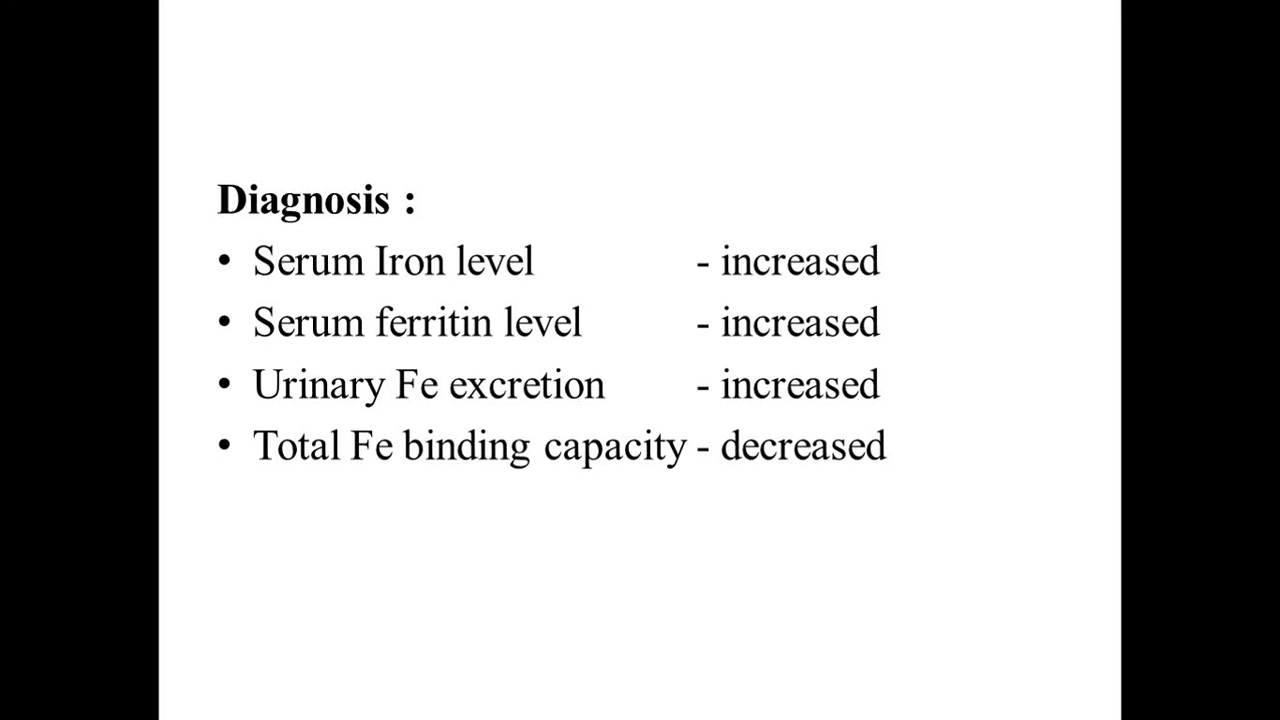 Diagnosis :
• Serum Iron level - increased
• Serum ferritin level - increased
• Urinary Fe excretion - increased
• Total Fe binding capacity - decreased